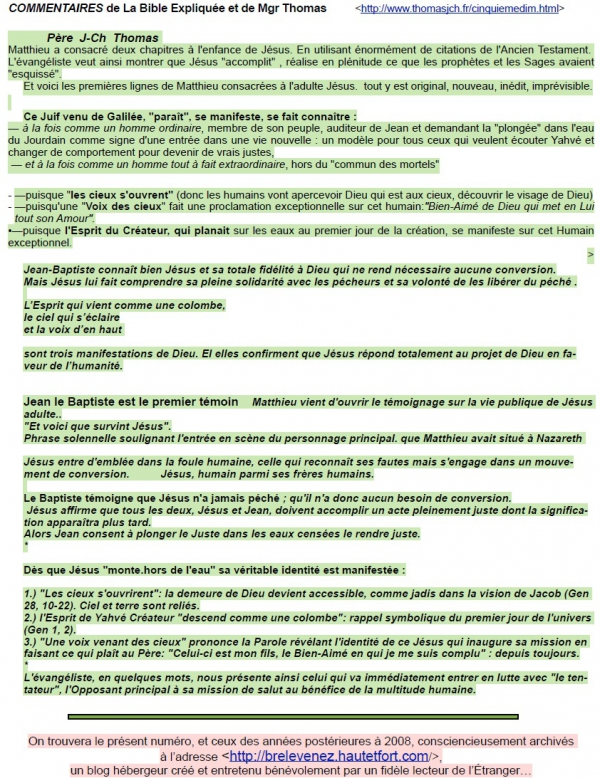 COMMENTAIRES de La Bible Expliquée et de Mgr Thomas <http://www.thomasjch.fr/cinquiemedim.html>
Père J-Ch Thomas
Matthieu a consacré deux chapitres à l'enfance de Jésus. En utilisant énormément de citations de l'Ancien Testament.
L'évangéliste veut ainsi montrer que Jésus "accomplit" , réalise en plénitude ce que les prophètes et les Sages avaient
"esquissé".
Et voici les premières lignes de Matthieu consacrées à l'adulte Jésus. tout y est original, nouveau, inédit, imprévisible.
Ce Juif venu de Galilée, "paraît", se manifeste, se fait connaître :
— à la fois comme un homme ordinaire, membre de son peuple, auditeur de Jean et demandant la "plongée" dans l'eau
du Jourdain comme signe d'une entrée dans une vie nouvelle : un modèle pour tous ceux qui veulent écouter Yahvé et
changer de comportement pour devenir de vrais justes,
— et à la fois comme un homme tout à fait extraordinaire, hors du "commun des mortels"
- —puisque "les cieux s'ouvrent" (donc les humains vont apercevoir Dieu qui est aux cieux, découvrir le visage de Dieu)
- —puisqu'une "Voix des cieux" fait une proclamation exceptionnelle sur cet humain:"Bien-Aimé de Dieu qui met en Lui
tout son Amour".
•—puisque l'Esprit du Créateur, qui planait sur les eaux au premier jour de la création, se manifeste sur cet Humain
exceptionnel.
>
Jean-Baptiste connaît bien Jésus et sa totale fidélité à Dieu qui ne rend nécessaire aucune conversion.
Mais Jésus lui fait comprendre sa pleine solidarité avec les pécheurs et sa volonté de les libérer du péché .
L'Esprit qui vient comme une colombe,
le ciel qui s'éclaire
et la voix d'en haut
sont trois manifestations de Dieu. El elles confirment que Jésus répond totalement au projet de Dieu en fa-
veur de l'humanité.
Jean le Baptiste est le premier témoin Matthieu vient d'ouvrir le témoignage sur la vie publique de Jésus
adulte..
"Et voici que survint Jésus".
Phrase solennelle soulignant l'entrée en scène du personnage principal. que Matthieu avait situé à Nazareth
Jésus entre d'emblée dans la foule humaine, celle qui reconnaît ses fautes mais s'engage dans un mouve-
ment de conversion. Jésus, humain parmi ses frères humains.
Le Baptiste témoigne que Jésus n'a jamais péché ; qu'il n'a donc aucun besoin de conversion.
Jésus affirme que tous les deux, Jésus et Jean, doivent accomplir un acte pleinement juste dont la significa-
tion apparaîtra plus tard.
Alors Jean consent à plonger le Juste dans les eaux censées le rendre juste.
*
Dès que Jésus "monte.hors de l'eau" sa véritable identité est manifestée :
1.) "Les cieux s'ouvrirent": la demeure de Dieu devient accessible, comme jadis dans la vision de Jacob (Gen
28, 10-22). Ciel et terre sont reliés.
2.) l'Esprit de Yahvé Créateur "descend comme une colombe": rappel symbolique du premier jour de l'univers
(Gen 1, 2).
3.) "Une voix venant des cieux" prononce la Parole révélant l'identité de ce Jésus qui inaugure sa mission en
faisant ce qui plaît au Père: "Celui-ci est mon fils, le Bien-Aimé en qui je me suis complu" : depuis toujours.
*
L'évangéliste, en quelques mots, nous présente ainsi celui qui va immédiatement entrer en lutte avec "le ten-
tateur", l'Opposant principal à sa mission de salut au bénéfice de la multitude humaine.
On trouvera le présent numéro, et ceux des années postérieures à 2008, consciencieusement archivés
à l'adresse <http://brelevenez.hautetfort.com/>,
un blog hébergeur créé et entretenu bénévolement par un fidèle lecteur de l'Étranger…